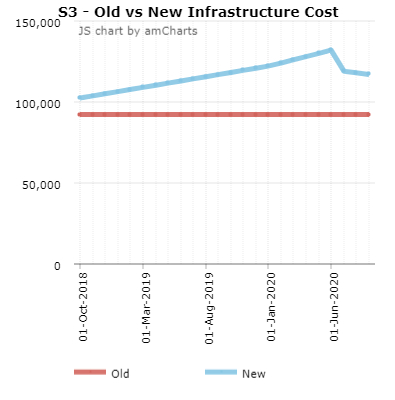 S3 - Old vs New Infrastructure Cost
JS chart by amCharts
150,000
100,000
50,000
0
01-Oct-2018
01-Mar-2019
01-Aug-2019
01-Jan-2020
01-Jun-2020
Old
New